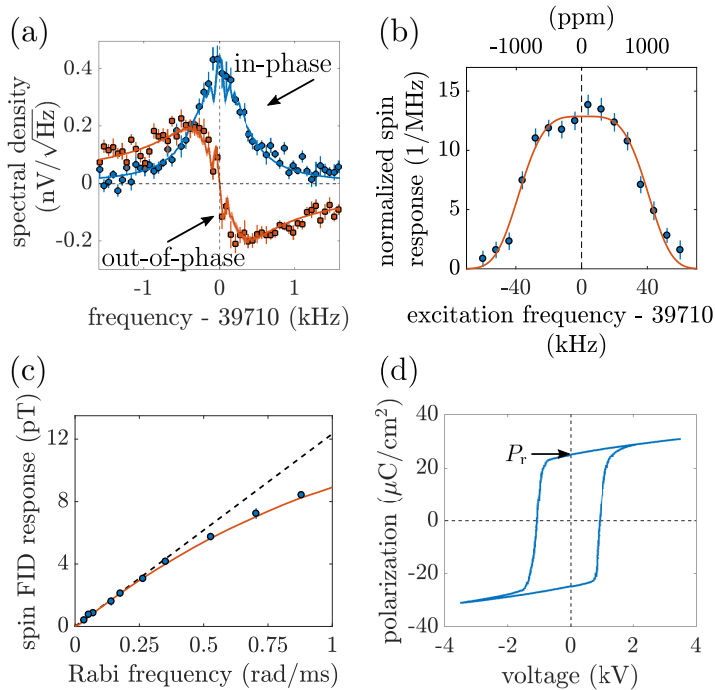 (a)
spectral density
(nV/√Hz)
0.4
0.2
0
-0.2
in-phase
out-of-phase
-1
0
1
frequency - 39710 (kHz)
(b)
(ppm)
-1000
0
1000
normalized spin
response (1/MHz)
15
10
5
0
-40
0
40
excitation frequency - 39710
(kHz)
(c)
spin FID response (pT)
12
8
4
0
0
0.25
0.5
0.75
1
Rabi frequency (rad/ms)
(d)
polarization (μC/cm²)
40
20
0
-20
-40
P_r
-4
-2
0
2
4
voltage (kV)